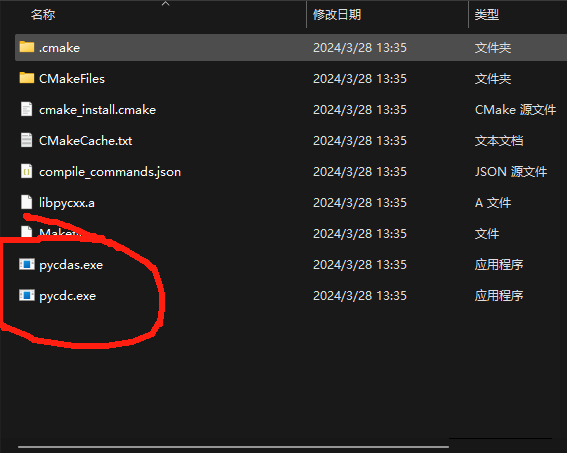 名称 修改日期 类型
.cmake 2024/3/28 13:35 文件夹
CMakeFiles 2024/3/28 13:35 文件夹
cmake_install.cmake 2024/3/28 13:35 CMake 源文件
CMakeCache.txt 2024/3/28 13:35 文本文档
compile_commands.json 2024/3/28 13:35 JSON 源文件
libpycxx.a 2024/3/28 13:35 A 文件
2024/3/28 13:35 文件
pycdas.exe 2024/3/28 13:35 应用程序
pycdc.exe 2024/3/28 13:35 应用程序